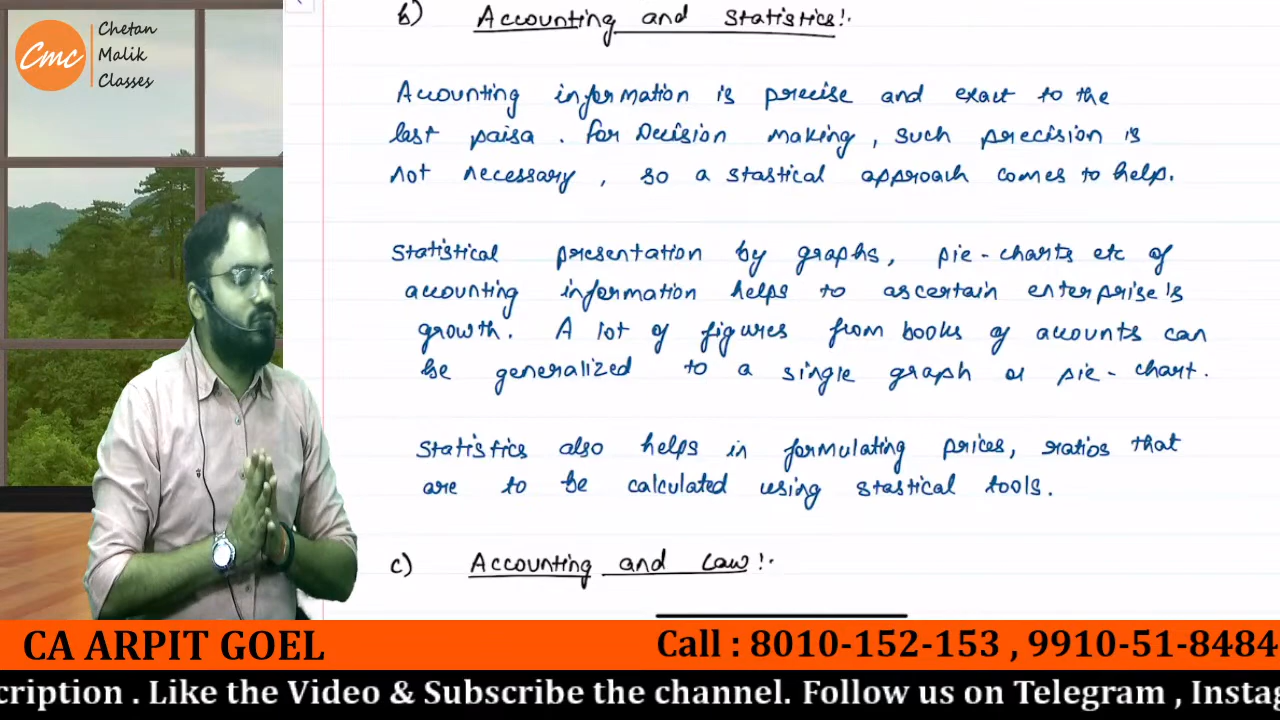 Cmc
Chetan
Malik
Classes
b) Accounting and Statistics:-
Accounting information is precise and exact to the
last paisa. For Decision making, such precision is
not necessary, so a stastical approach comes to help.
Statistical presentation by graphs, pie-charts etc of
accounting information helps to ascertain enterprise's
growth. A lot of figures from books of accounts can
be generalized to a single graph or pie-chart.
Statistics also helps in formulating prices, ratios that
are to be calculated using stastical tools.
c) Accounting and Law:-
CA ARPIT GOEL
Call : 8010-152-153 , 9910-51-8484
cription . Like the Video & Subscribe the channel. Follow us on Telegram , Insta